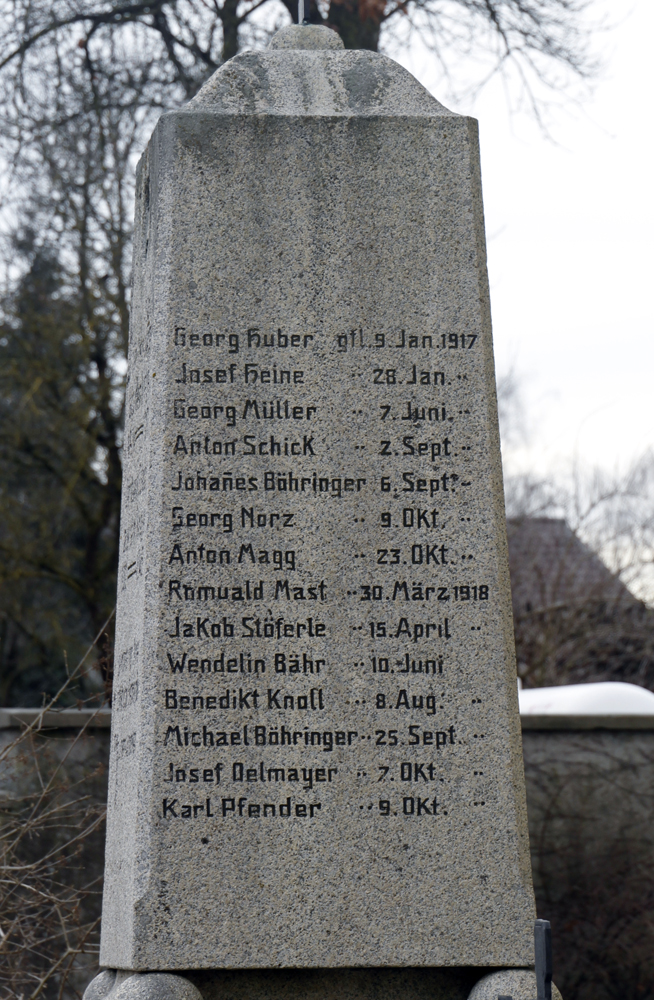 Georg Huber gfl. 9. Jan. 1917
Josef Heine -"- 28. Jan. -"-
Georg Müller -"- 7. Juni -"-
Anton Schick -"- 2. Sept. -"-
Johañes Böhringer 6. Sept. -"-
Georg Norz -"- 9. Okt. -"-
Anton Magg -"- 23. Okt. -"-
Romuald Mast -"- 30. März 1918
Jakob Stöferle -"- 15. April -"-
Wendelin Bähr -"- 10. Juni
Benedikt Knoll -"- 8. Aug. -"-
Michael Böhringer -"- 25. Sept. -"-
Josef Oelmayer -"- 7. Okt. -"-
Karl Pfender -"- 9. Okt. -"-